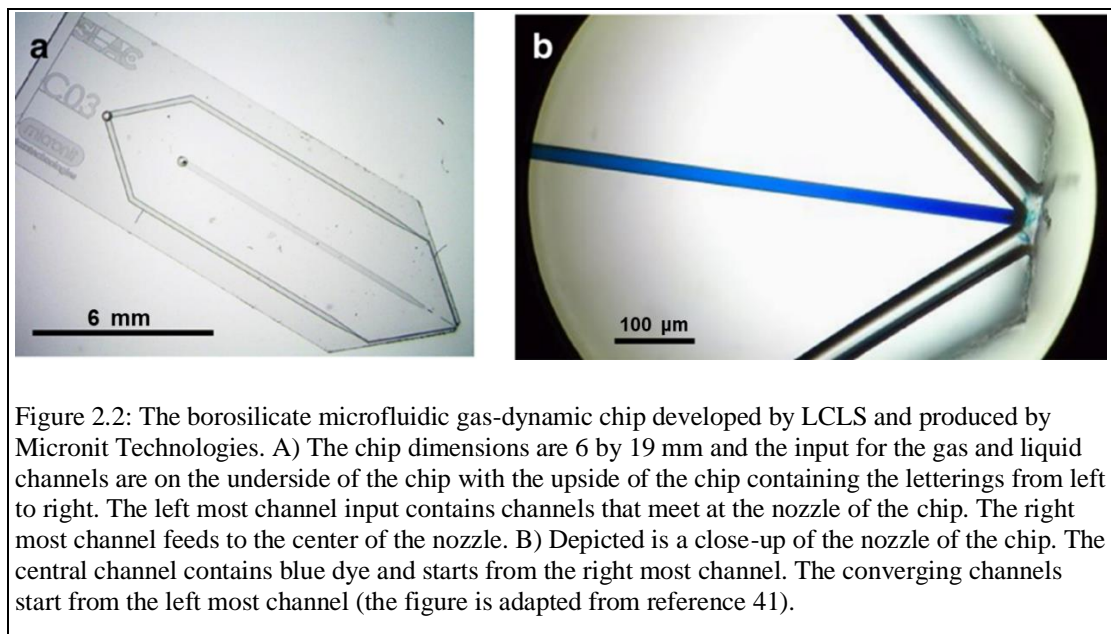 a
SLAC
C03
micronit
6 mm
b
100 µm
Figure 2.2: The borosilicate microfluidic gas-dynamic chip developed by LCLS and produced by
Micronit Technologies. A) The chip dimensions are 6 by 19 mm and the input for the gas and liquid
channels are on the underside of the chip with the upside of the chip containing the letterings from left
to right. The left most channel input contains channels that meet at the nozzle of the chip. The right
most channel feeds to the center of the nozzle. B) Depicted is a close-up of the nozzle of the chip. The
central channel contains blue dye and starts from the right most channel. The converging channels
start from the left most channel (the figure is adapted from reference 41).